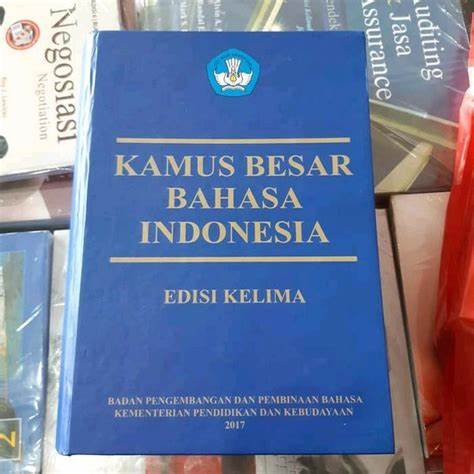 Negosiasi
Negotiation
Auditing
& Jasa
Assurance
KAMUS BESAR
BAHASA
INDONESIA
EDISI KELIMA
BADAN PENGEMBANGAN DAN PEMBINAAN BAHASA
KEMENTERIAN PENDIDIKAN DAN KEBUDAYAAN
2017